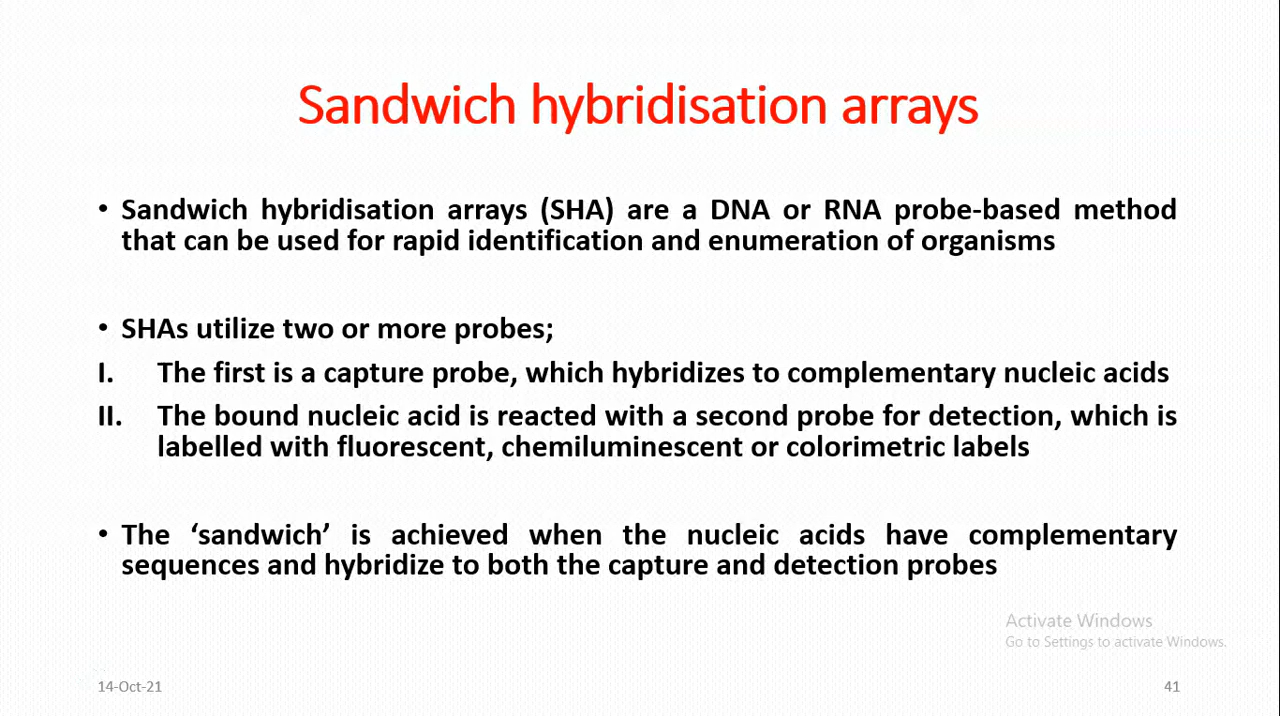 Sandwich hybridisation arrays
• Sandwich hybridisation arrays (SHA) are a DNA or RNA probe-based method
that can be used for rapid identification and enumeration of organisms
• SHAs utilize two or more probes;
I. The first is a capture probe, which hybridizes to complementary nucleic acids
II. The bound nucleic acid is reacted with a second probe for detection, which is
labelled with fluorescent, chemiluminescent or colorimetric labels
• The ‘sandwich’ is achieved when the nucleic acids have complementary
sequences and hybridize to both the capture and detection probes
Activate Windows
Go to Settings to activate Windows.
14-Oct-21
41